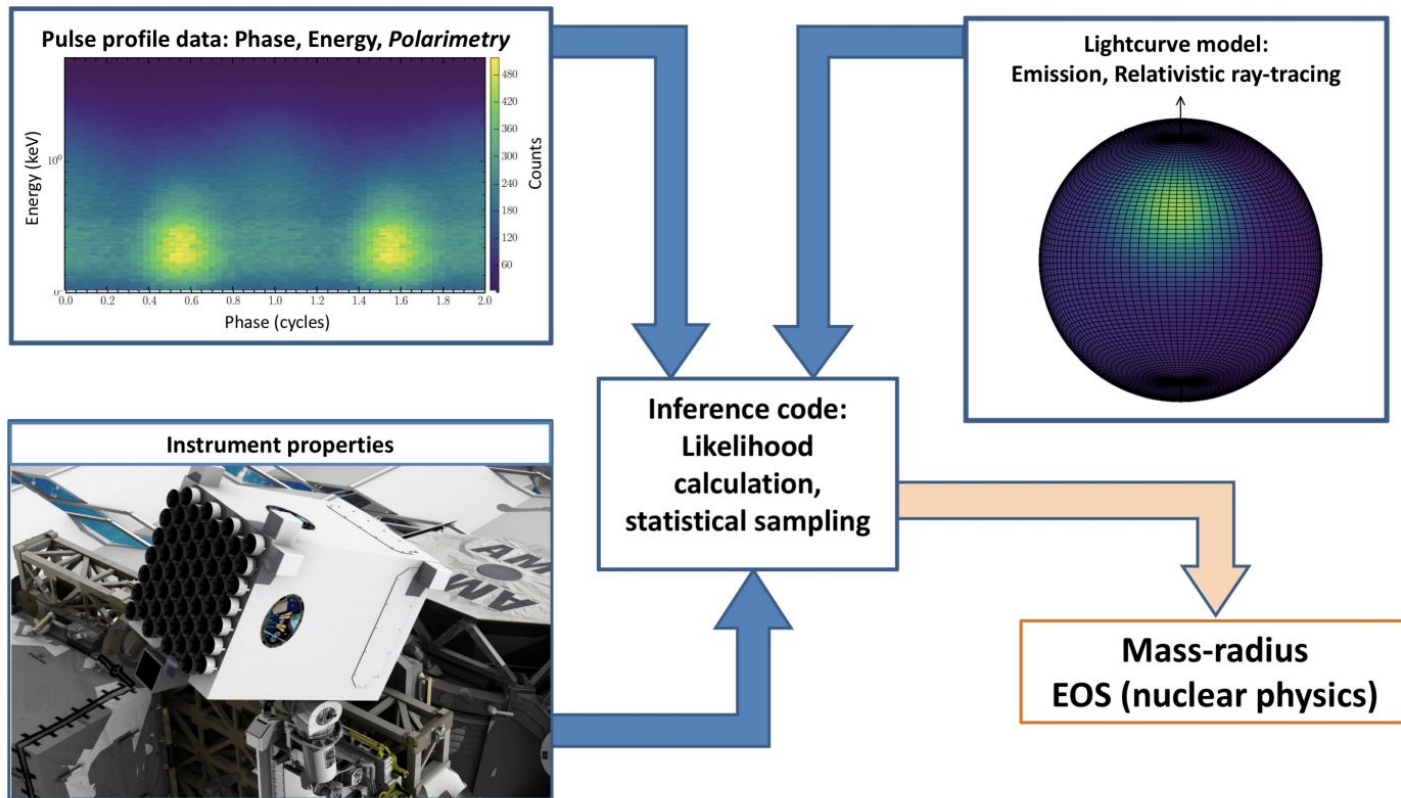 Pulse profile data: Phase, Energy, Polarimetry
Energy (keV)
10⁰
0.0 0.2 0.4 0.6 0.8 1.0 1.2 1.4 1.6 1.8 2.0
Phase (cycles)
480
420
360
300
240
180
120
60
Counts
Lightcurve model:
Emission, Relativistic ray-tracing
Inference code:
Likelihood
calculation,
statistical sampling
Instrument properties
AM
AM
Mass-radius
EOS (nuclear physics)